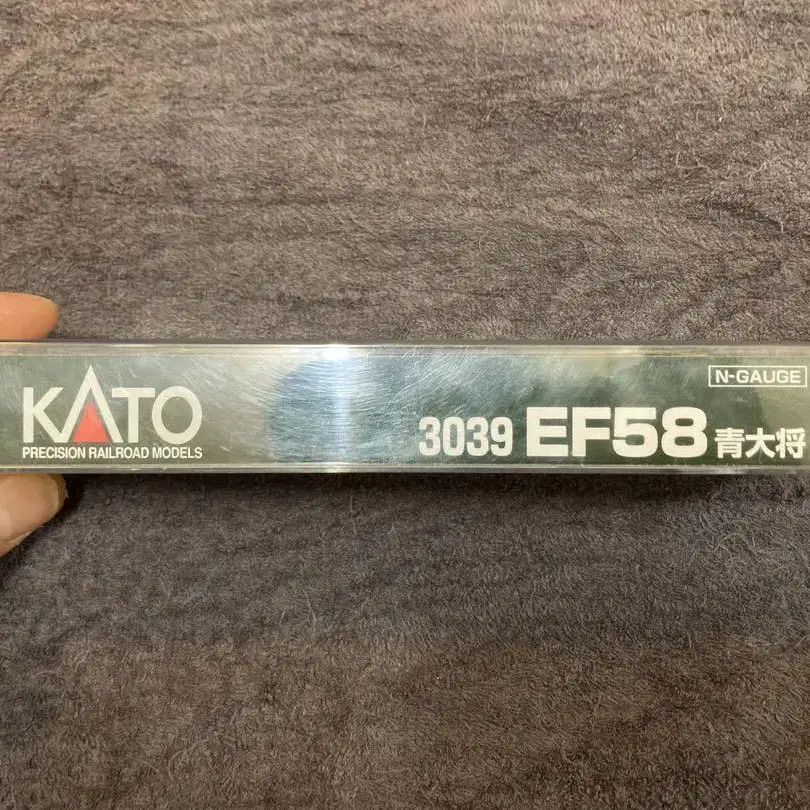 KATO
PRECISION RAILROAD MODELS
N-GAUGE
3039 EF58 青大将